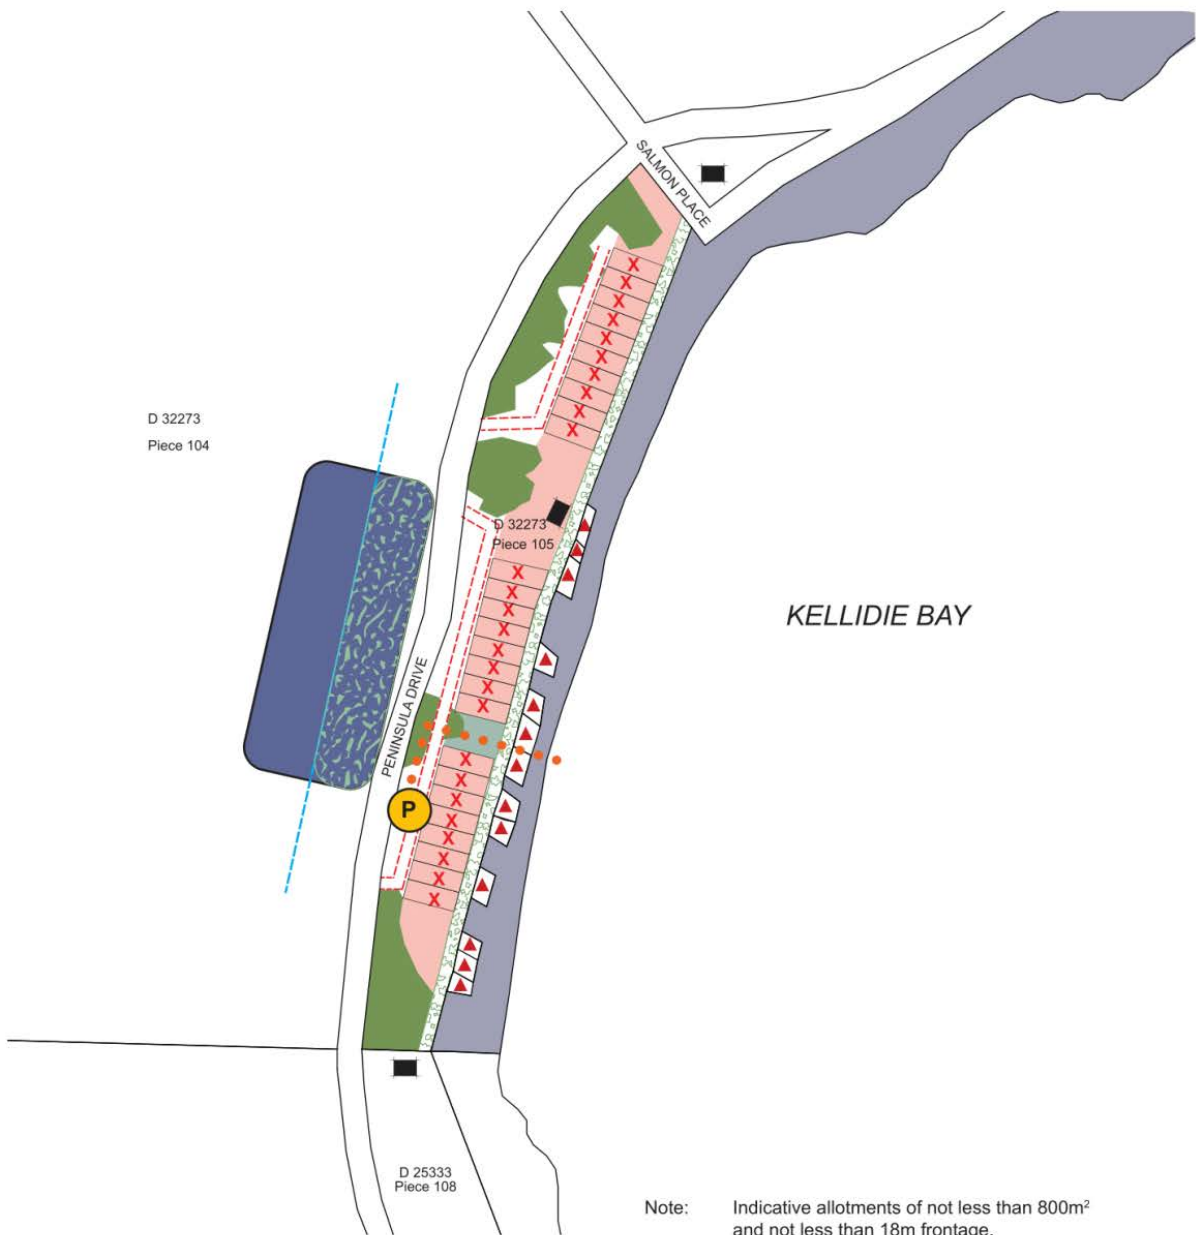 SALMON PLACE
D 32273
Piece 104
D 32273
Piece 105
KELLIDIE BAY
PENINSULA DRIVE
P
D 25333
Piece 108
Note: Indicative allotments of not less than 800m²
and not less than 18m frontage.